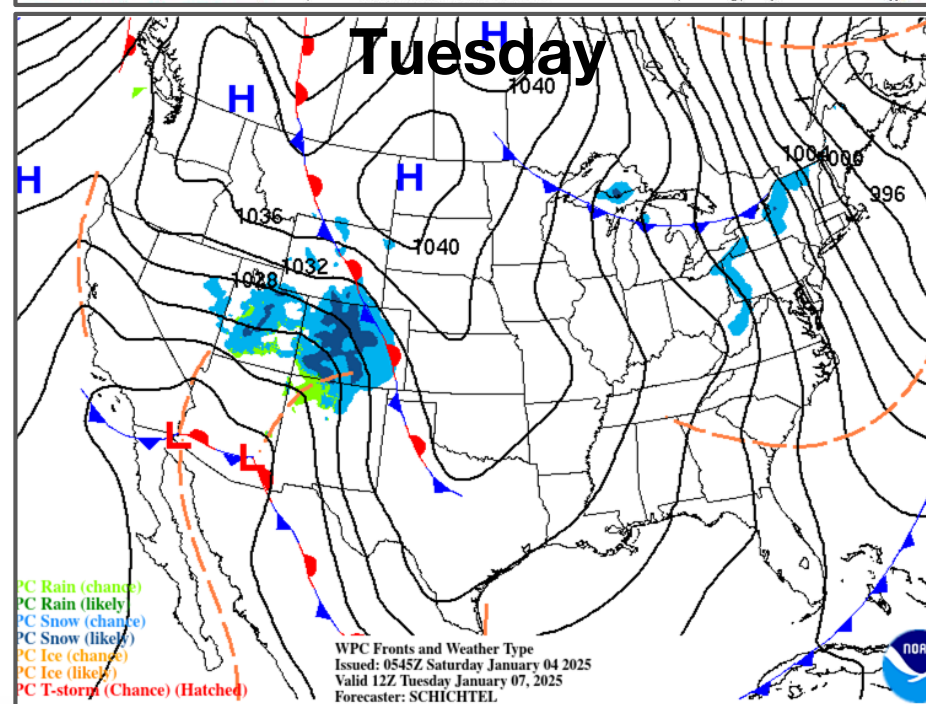 Tuesday
H
1040
H
1004
H
H
996
1036
1040
1032
1028
L
L
PC Rain (chance)
PC Rain (likely)
PC Snow (chance)
PC Snow (likely)
PC Ice (chance)
PC Ice (likely)
PC T-storm (Chance) (Hatched)
WPC Fronts and Weather Type
Issued: 0545Z Saturday January 04 2025
Valid 12Z Tuesday January 07, 2025
Forecaster: SCHICHTEL